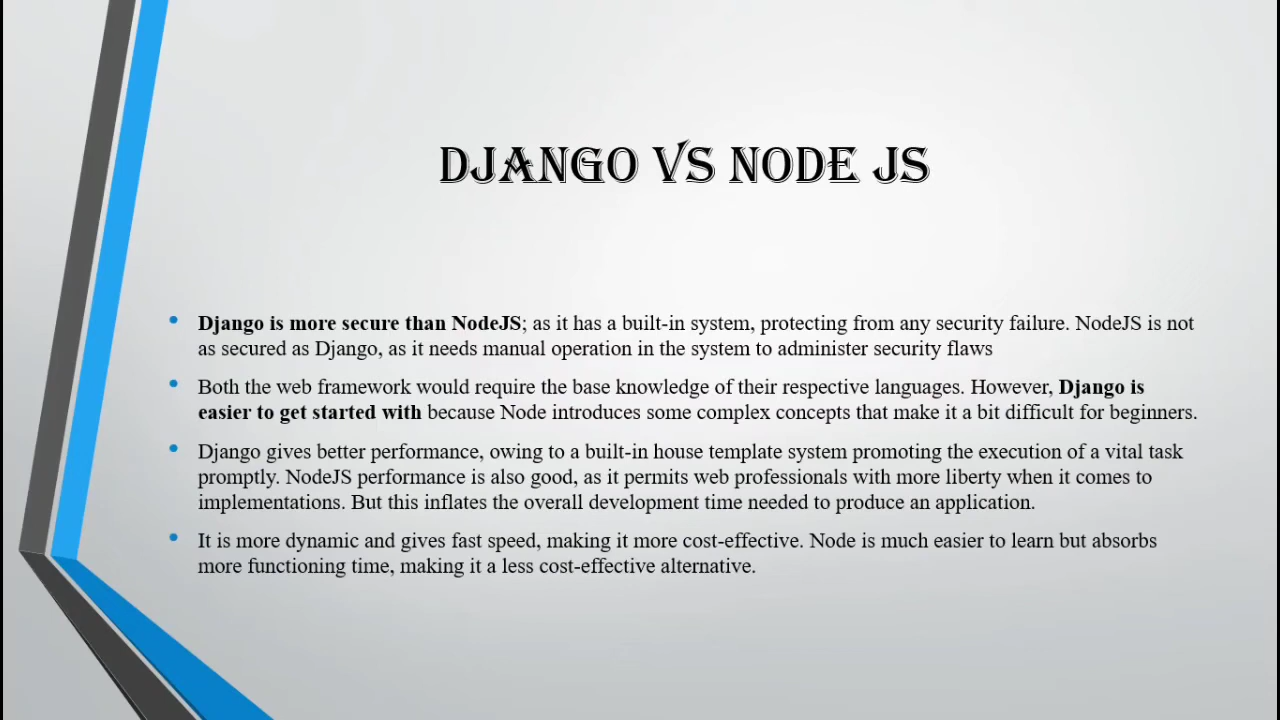 DJANGO VS NODE JS
Django is more secure than NodeJS; as it has a built-in system, protecting from any security failure. NodeJS is not
as secured as Django, as it needs manual operation in the system to administer security flaws
Both the web framework would require the base knowledge of their respective languages. However, Django is
easier to get started with because Node introduces some complex concepts that make it a bit difficult for beginners.
Django gives better performance, owing to a built-in house template system promoting the execution of a vital task
promptly. NodeJS performance is also good, as it permits web professionals with more liberty when it comes to
implementations. But this inflates the overall development time needed to produce an application.
It is more dynamic and gives fast speed, making it more cost-effective. Node is much easier to learn but absorbs
more functioning time, making it a less cost-effective alternative.